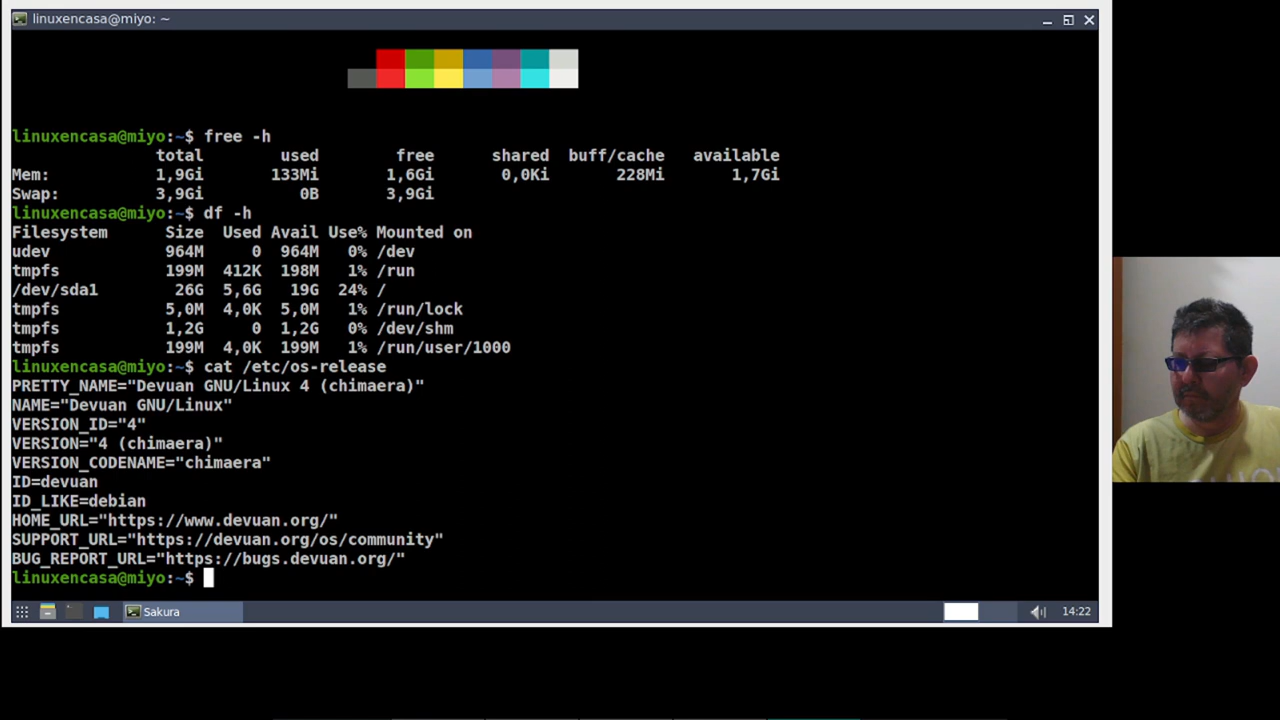 linuxencasa@miyo: ~
linuxencasa@miyo:~$ free -h
total used free shared buff/cache available
Mem: 1,9Gi 133Mi 1,6Gi 0,0Ki 228Mi 1,7Gi
Swap: 3,9Gi 0B 3,9Gi
linuxencasa@miyo:~$ df -h
Filesystem Size Used Avail Use% Mounted on
udev 964M 0 964M 0% /dev
tmpfs 199M 412K 198M 1% /run
/dev/sda1 26G 5,6G 19G 24% /
tmpfs 5,0M 4,0K 5,0M 1% /run/lock
tmpfs 1,2G 0 1,2G 0% /dev/shm
tmpfs 199M 4,0K 199M 1% /run/user/1000
linuxencasa@miyo:~$ cat /etc/os-release
PRETTY_NAME="Devuan GNU/Linux 4 (chimaera)"
NAME="Devuan GNU/Linux"
VERSION_ID="4"
VERSION="4 (chimaera)"
VERSION_CODENAME="chimaera"
ID=devuan
ID_LIKE=debian
HOME_URL="https://www.devuan.org/"
SUPPORT_URL="https://devuan.org/os/community"
BUG_REPORT_URL="https://bugs.devuan.org/"
linuxencasa@miyo:~$
Sakura
14:22